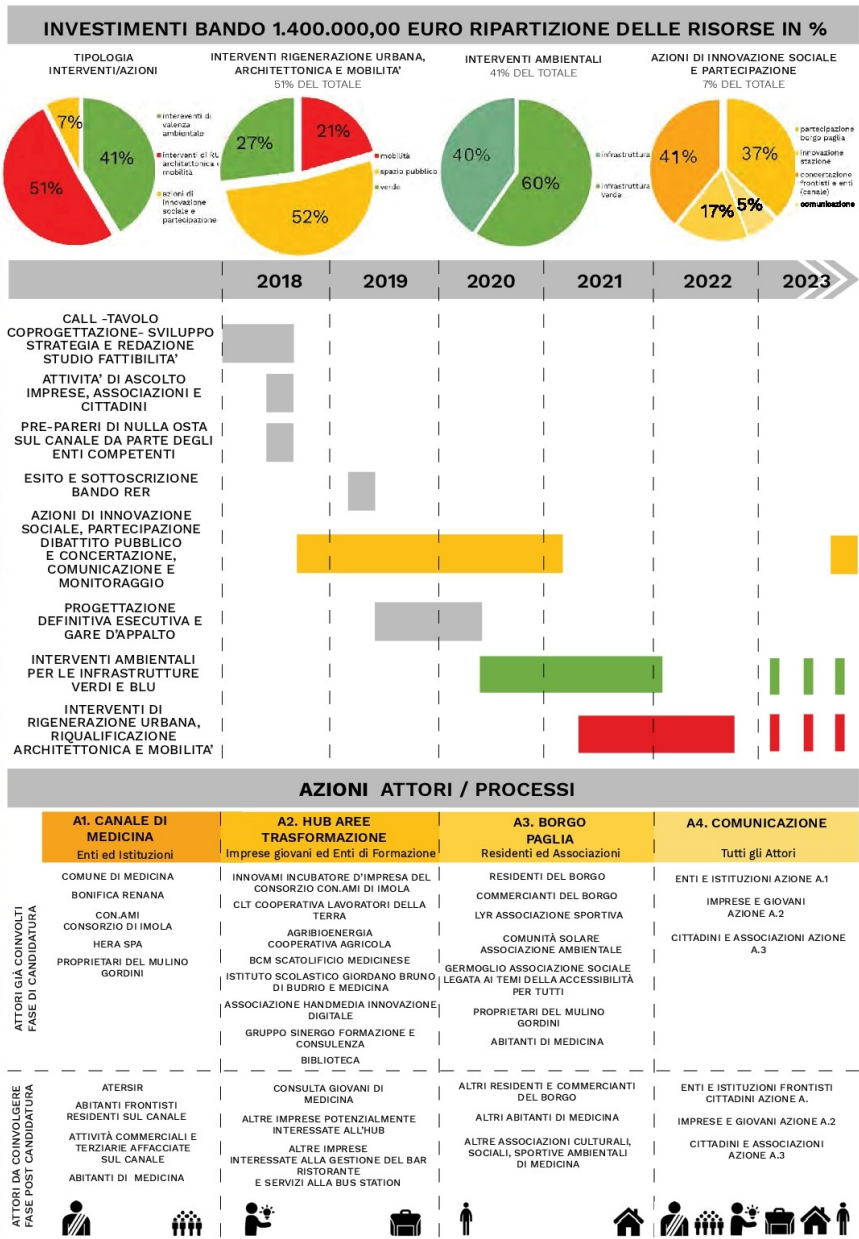 INVESTIMENTI BANDO 1.400.000,00 EURO RIPARTIZIONE DELLE RISORSE IN %
TIPOLOGIA
INTERVENTI/AZIONI
7%
41%
51%
intereventi di
valenza
ambientale
interventi di RU
architettonica e
mobilità
azioni di
innovazione
sociale e
partecipazione
INTERVENTI RIGENERAZIONE URBANA,
ARCHITETTONICA E MOBILITA'
51% DEL TOTALE
27%
21%
52%
mobilità
spazio pubblico
verde
INTERVENTI AMBIENTALI
41% DEL TOTALE
40%
60%
infrastruttura
infrastruttura
verde
AZIONI DI INNOVAZIONE SOCIALE
E PARTECIPAZIONE
7% DEL TOTALE
41%
37%
17%
5%
partecipazione
borgo paglia
innovazione
stazione
concertazione
frontisti e enti
(canale)
comunicazione
2018
2019
2020
2021
2022
2023
CALL -TAVOLO
COPROGETTAZIONE- SVILUPPO
STRATEGIA E REDAZIONE
STUDIO FATTIBILITA'
ATTIVITA' DI ASCOLTO
IMPRESE, ASSOCIAZIONI E
CITTADINI
PRE-PARERI DI NULLA OSTA
SUL CANALE DA PARTE DEGLI
ENTI COMPETENTI
ESITO E SOTTOSCRIZIONE
BANDO RER
AZIONI DI INNOVAZIONE
SOCIALE, PARTECIPAZIONE
DIBATTITO PUBBLICO
E CONCERTAZIONE,
COMUNICAZIONE E
MONITORAGGIO
PROGETTAZIONE
DEFINITIVA ESECUTIVA E
GARE D'APPALTO
INTERVENTI AMBIENTALI
PER LE INFRASTRUTTURE
VERDI E BLU
INTERVENTI DI
RIGENERAZIONE URBANA,
RIQUALIFICAZIONE
ARCHITETTONICA E MOBILITA'
AZIONI ATTORI / PROCESSI
A1. CANALE DI
MEDICINA
Enti ed Istituzioni
A2. HUB AREE
TRASFORMAZIONE
Imprese giovani ed Enti di Formazione
A3. BORGO
PAGLIA
Residenti ed Associazioni
A4. COMUNICAZIONE
Tutti gli Attori
ATTORI GIÀ COINVOLTI
FASE DI CANDIDATURA
COMUNE DI MEDICINA
BONIFICA RENANA
CON.AMI
CONSORZIO DI IMOLA
HERA SPA
PROPRIETARI DEL MULINO
GORDINI
INNOVAMI INCUBATORE D'IMPRESA DEL
CONSORZIO CON.AMI DI IMOLA
CLT COOPERATIVA LAVORATORI DELLA
TERRA
AGRIBIOENERGIA
COOPERATIVA AGRICOLA
BCM SCATOLIFICIO MEDICINESE
ISTITUTO SCOLASTICO GIORDANO BRUNO
DI BUDRIO E MEDICINA
ASSOCIAZIONE HANDMEDIA INNOVAZIONE
DIGITALE
GRUPPO SINERGO FORMAZIONE E
CONSULENZA
BIBLIOTECA
RESIDENTI DEL BORGO
COMMERCIANTI DEL BORGO
LYR ASSOCIAZIONE SPORTIVA
COMUNITÀ SOLARE
ASSOCIAZIONE AMBIENTALE
GERMOGLIO ASSOCIAZIONE SOCIALE
LEGATA AI TEMI DELLA ACCESSIBILITÀ
PER TUTTI
PROPRIETARI DEL MULINO
GORDINI
ABITANTI DI MEDICINA
ENTI E ISTITUZIONI AZIONE A.1
IMPRESE E GIOVANI
AZIONE A.2
CITTADINI E ASSOCIAZIONI AZIONE
A.3
ATTORI DA COINVOLGERE
FASE POST CANDIDATURA
ATERSIR
ABITANTI FRONTISTI
RESIDENTI SUL CANALE
ATTIVITÀ COMMERCIALI E
TERZIARIE AFFACCIATE
SUL CANALE
ABITANTI DI MEDICINA
CONSULTA GIOVANI DI
MEDICINA
ALTRE IMPRESE POTENZIALMENTE
INTERESSATE ALL'HUB
ALTRE IMPRESE
INTERESSATE ALLA GESTIONE DEL BAR
RISTORANTE
E SERVIZI ALLA BUS STATION
ALTRI RESIDENTI E COMMERCIANTI
DEL BORGO
ALTRI ABITANTI DI MEDICINA
ALTRE ASSOCIAZIONI CULTURALI,
SOCIALI, SPORTIVE AMBIENTALI
DI MEDICINA
ENTI E ISTITUZIONI FRONTISTI
CITTADINI AZIONE A.
IMPRESE E GIOVANI AZIONE A.2
CITTADINI E ASSOCIAZIONI
AZIONE A.3